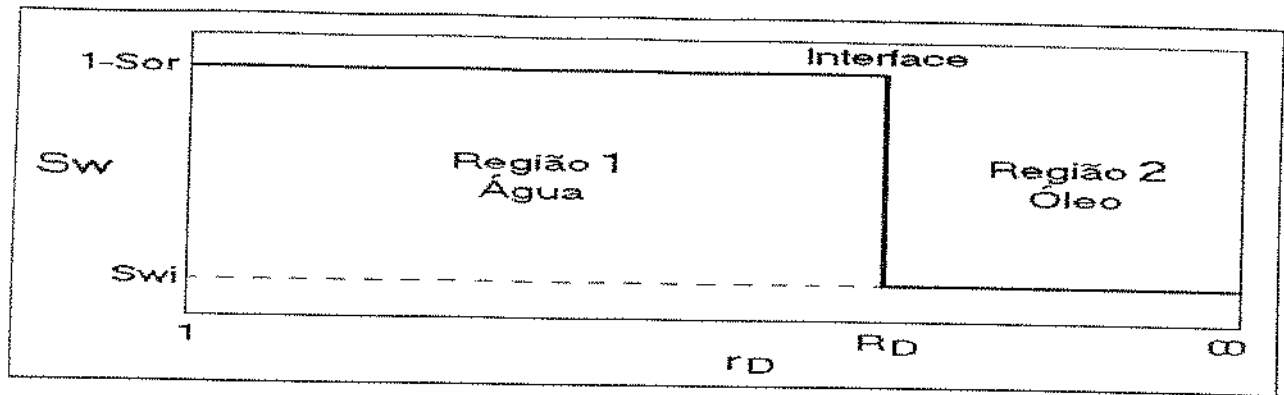 1-Sor
Interface
Sw
Região 1
Água
Região 2
Óleo
Swi
1
rD
RD
∞